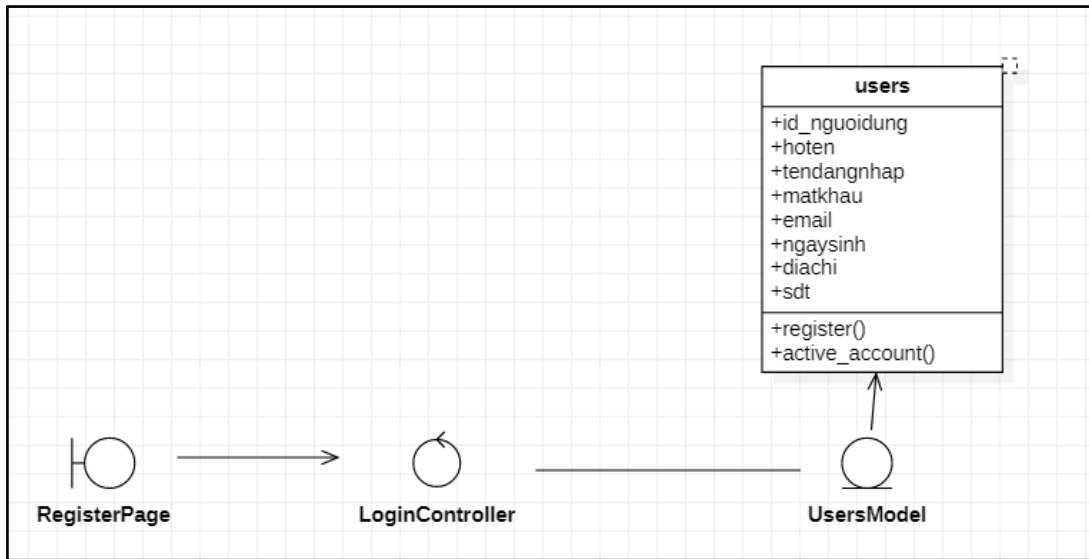 users
+id_nguoidung
+hoten
+tendangnhap
+matkhau
+email
+ngaysinh
+diachi
+sdt
+register()
+active_account()
RegisterPage
LoginController
UsersModel